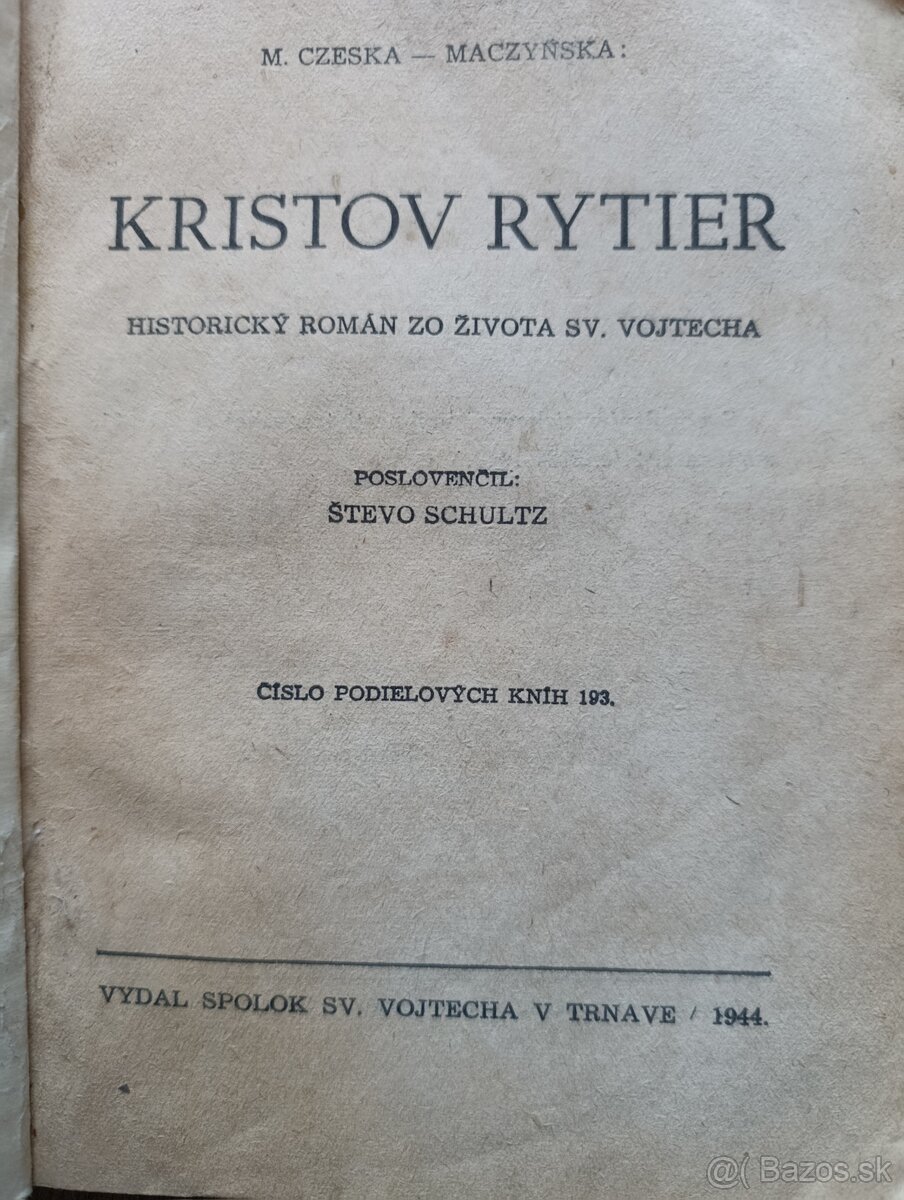 M. CZESKA — MACZYŃSKA:
KRISTOV RYTIER
HISTORICKÝ ROMÁN ZO ŽIVOTA SV. VOJTECHA
POSLOVENČIL:
ŠTEVO SCHULTZ
ČÍSLO PODIELOVÝCH KNÍH 193.
VYDAL SPOLOK SV. VOJTECHA V TRNAVE / 1944.
@( Bazos.sk